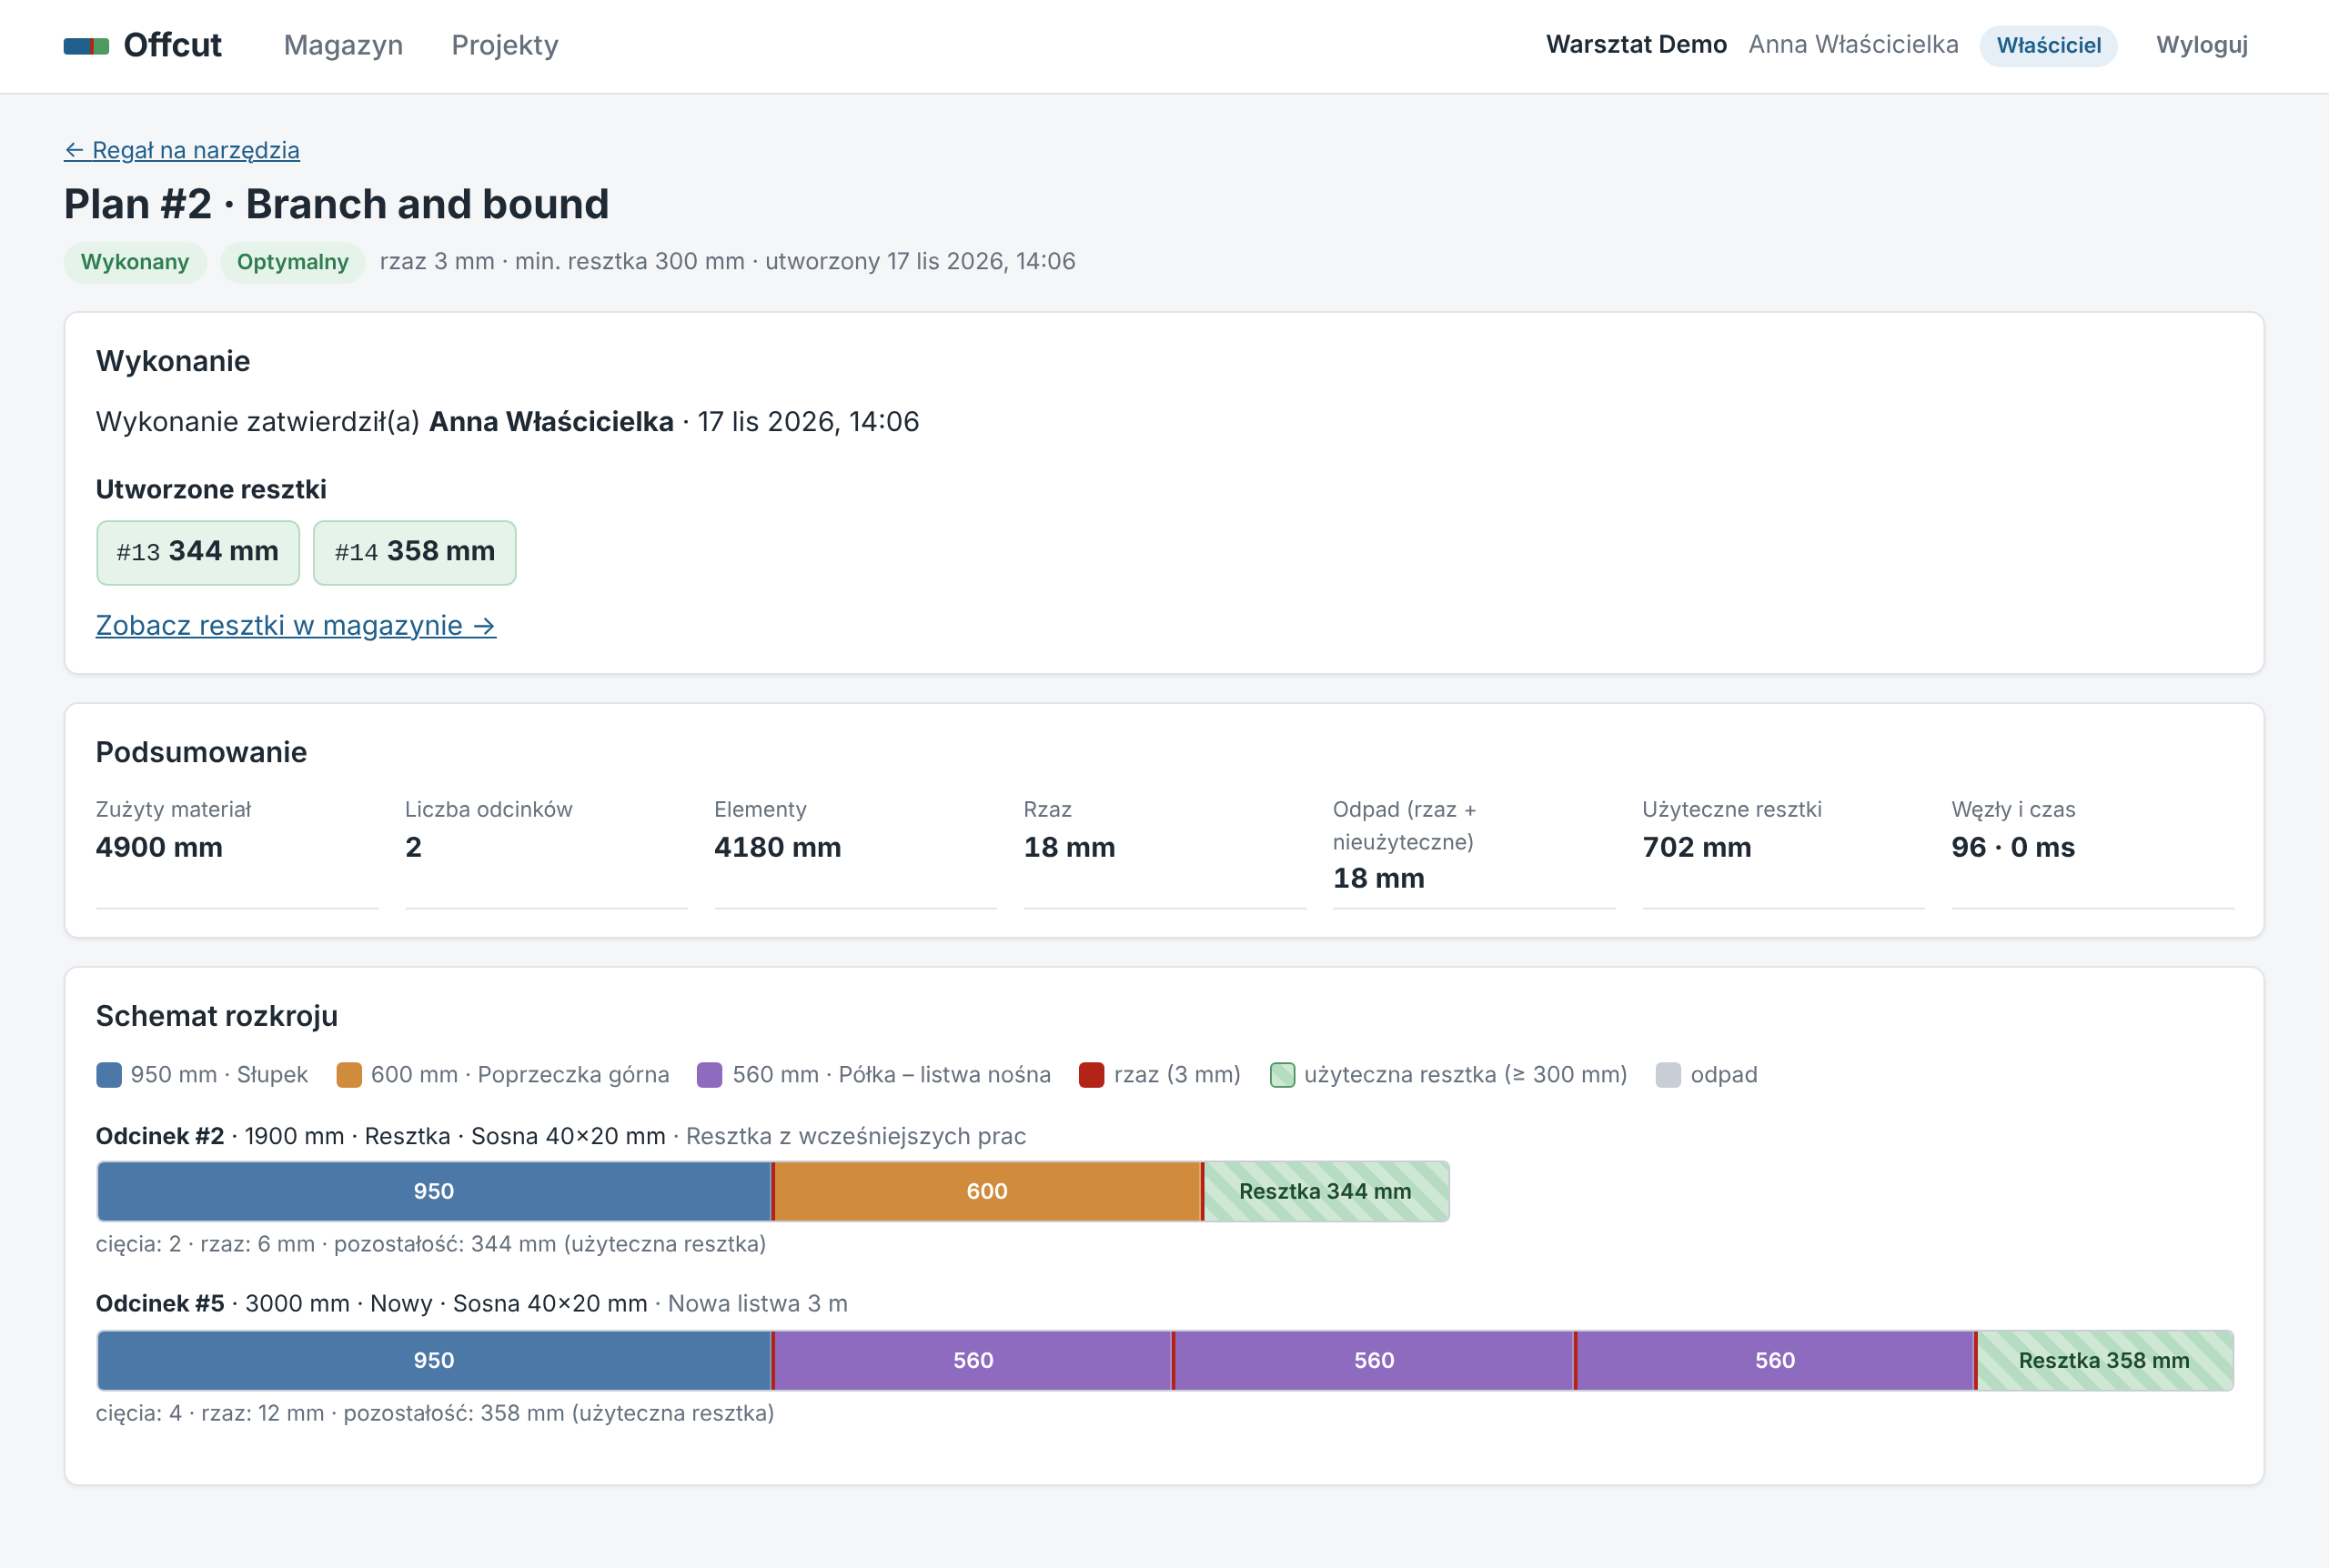 Offcut Magazyn Projekty Warsztat Demo Anna Właścicielka Właściciel Wyloguj
← Regał na narzędzia
Plan #2 · Branch and bound
Wykonany Optymalny rzaz 3 mm · min. resztka 300 mm · utworzony 17 lis 2026, 14:06
Wykonanie
Wykonanie zatwierdził(a) Anna Właścicielka · 17 lis 2026, 14:06
Utworzone resztki
#13 344 mm #14 358 mm
Zobacz resztki w magazynie →
Podsumowanie
Zużyty materiał
4900 mm
Liczba odcinków
2
Elementy
4180 mm
Rzaz
18 mm
Odpad (rzaz +
nieużyteczne)
18 mm
Użyteczne resztki
702 mm
Węzły i czas
96 · 0 ms
Schemat rozkroju
950 mm · Słupek 600 mm · Poprzeczka górna 560 mm · Półka – listwa nośna rzaz (3 mm) użyteczna resztka (≥ 300 mm) odpad
Odcinek #2 · 1900 mm · Resztka · Sosna 40×20 mm · Resztka z wcześniejszych prac
950 600 Resztka 344 mm
cięcia: 2 · rzaz: 6 mm · pozostałość: 344 mm (użyteczna resztka)
Odcinek #5 · 3000 mm · Nowy · Sosna 40×20 mm · Nowa listwa 3 m
950 560 560 560 Resztka 358 mm
cięcia: 4 · rzaz: 12 mm · pozostałość: 358 mm (użyteczna resztka)